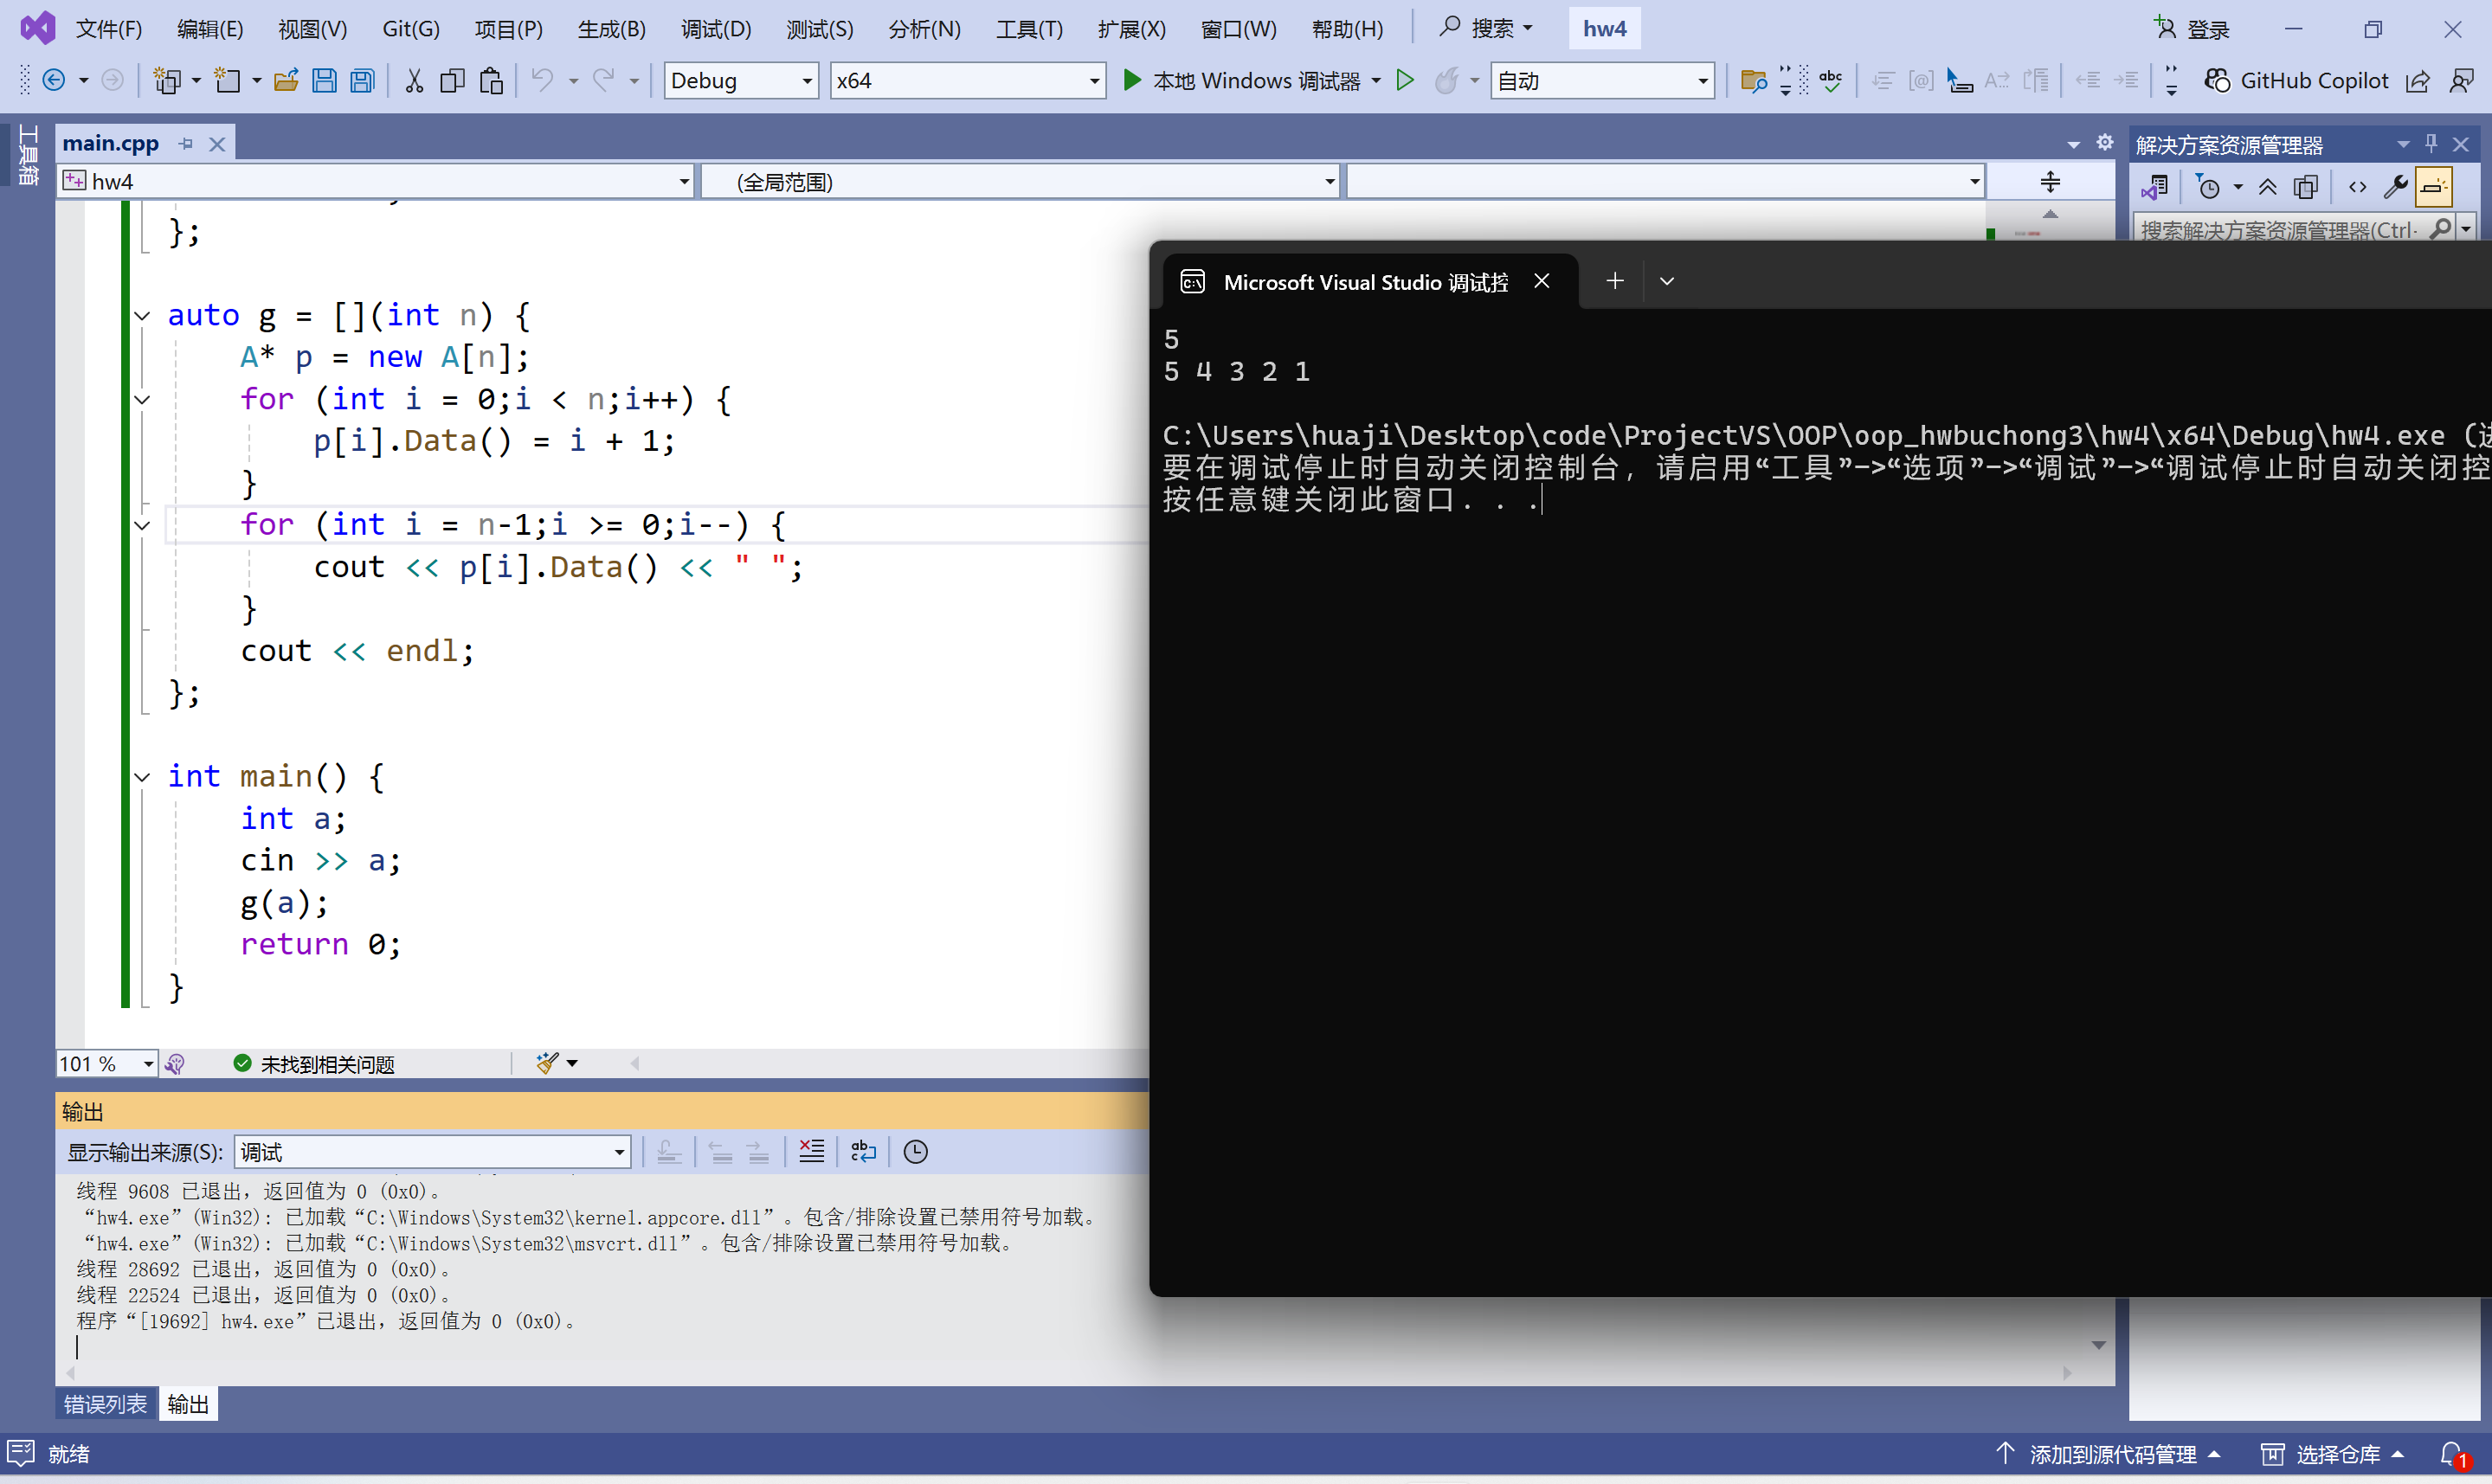 文件(F) 编辑(E) 视图(V) Git(G) 项目(P) 生成(B) 调试(D) 测试(S) 分析(N) 工具(T) 扩展(X) 窗口(W) 帮助(H) 搜索 hw4 登录
Debug x64 本地 Windows 调试器 自动 GitHub Copilot
工具箱
main.cpp
hw4 (全局范围)
};
auto g = [](int n) {
A* p = new A[n];
for (int i = 0;i < n;i++) {
p[i].Data() = i + 1;
}
for (int i = n-1;i >= 0;i--) {
cout << p[i].Data() << " ";
}
cout << endl;
};
int main() {
int a;
cin >> a;
g(a);
return 0;
}
101 % 未找到相关问题
解决方案资源管理器
搜索解决方案资源管理器(Ctrl-
Microsoft Visual Studio 调试控
5
5 4 3 2 1
C:\Users\huaji\Desktop\code\ProjectVS\OOP\oop_hwbuchong3\hw4\x64\Debug\hw4.exe (进
要在调试停止时自动关闭控制台，请启用“工具”->“选项”->“调试”->“调试停止时自动关闭控
按任意键关闭此窗口. . .
输出
显示输出来源(S): 调试
线程 9608 已退出，返回值为 0 (0x0)。
“hw4.exe”(Win32): 已加载“C:\Windows\System32\kernel.appcore.dll”。包含/排除设置已禁用符号加载。
“hw4.exe”(Win32): 已加载“C:\Windows\System32\msvcrt.dll”。包含/排除设置已禁用符号加载。
线程 28692 已退出，返回值为 0 (0x0)。
线程 22524 已退出，返回值为 0 (0x0)。
程序“[19692] hw4.exe”已退出，返回值为 0 (0x0)。
错误列表 输出
就绪 添加到源代码管理 选择仓库 1